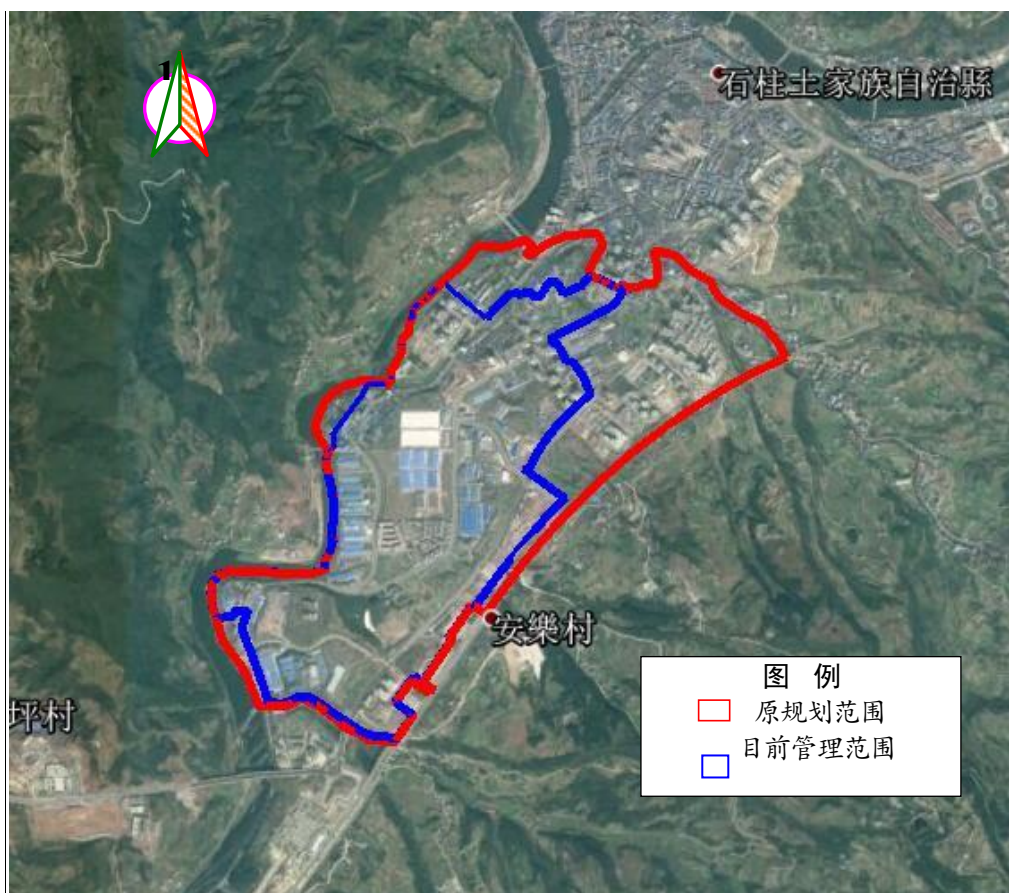 1
石柱土家族自治縣
安樂村
坪村
图 例
原规划范围
目前管理范围